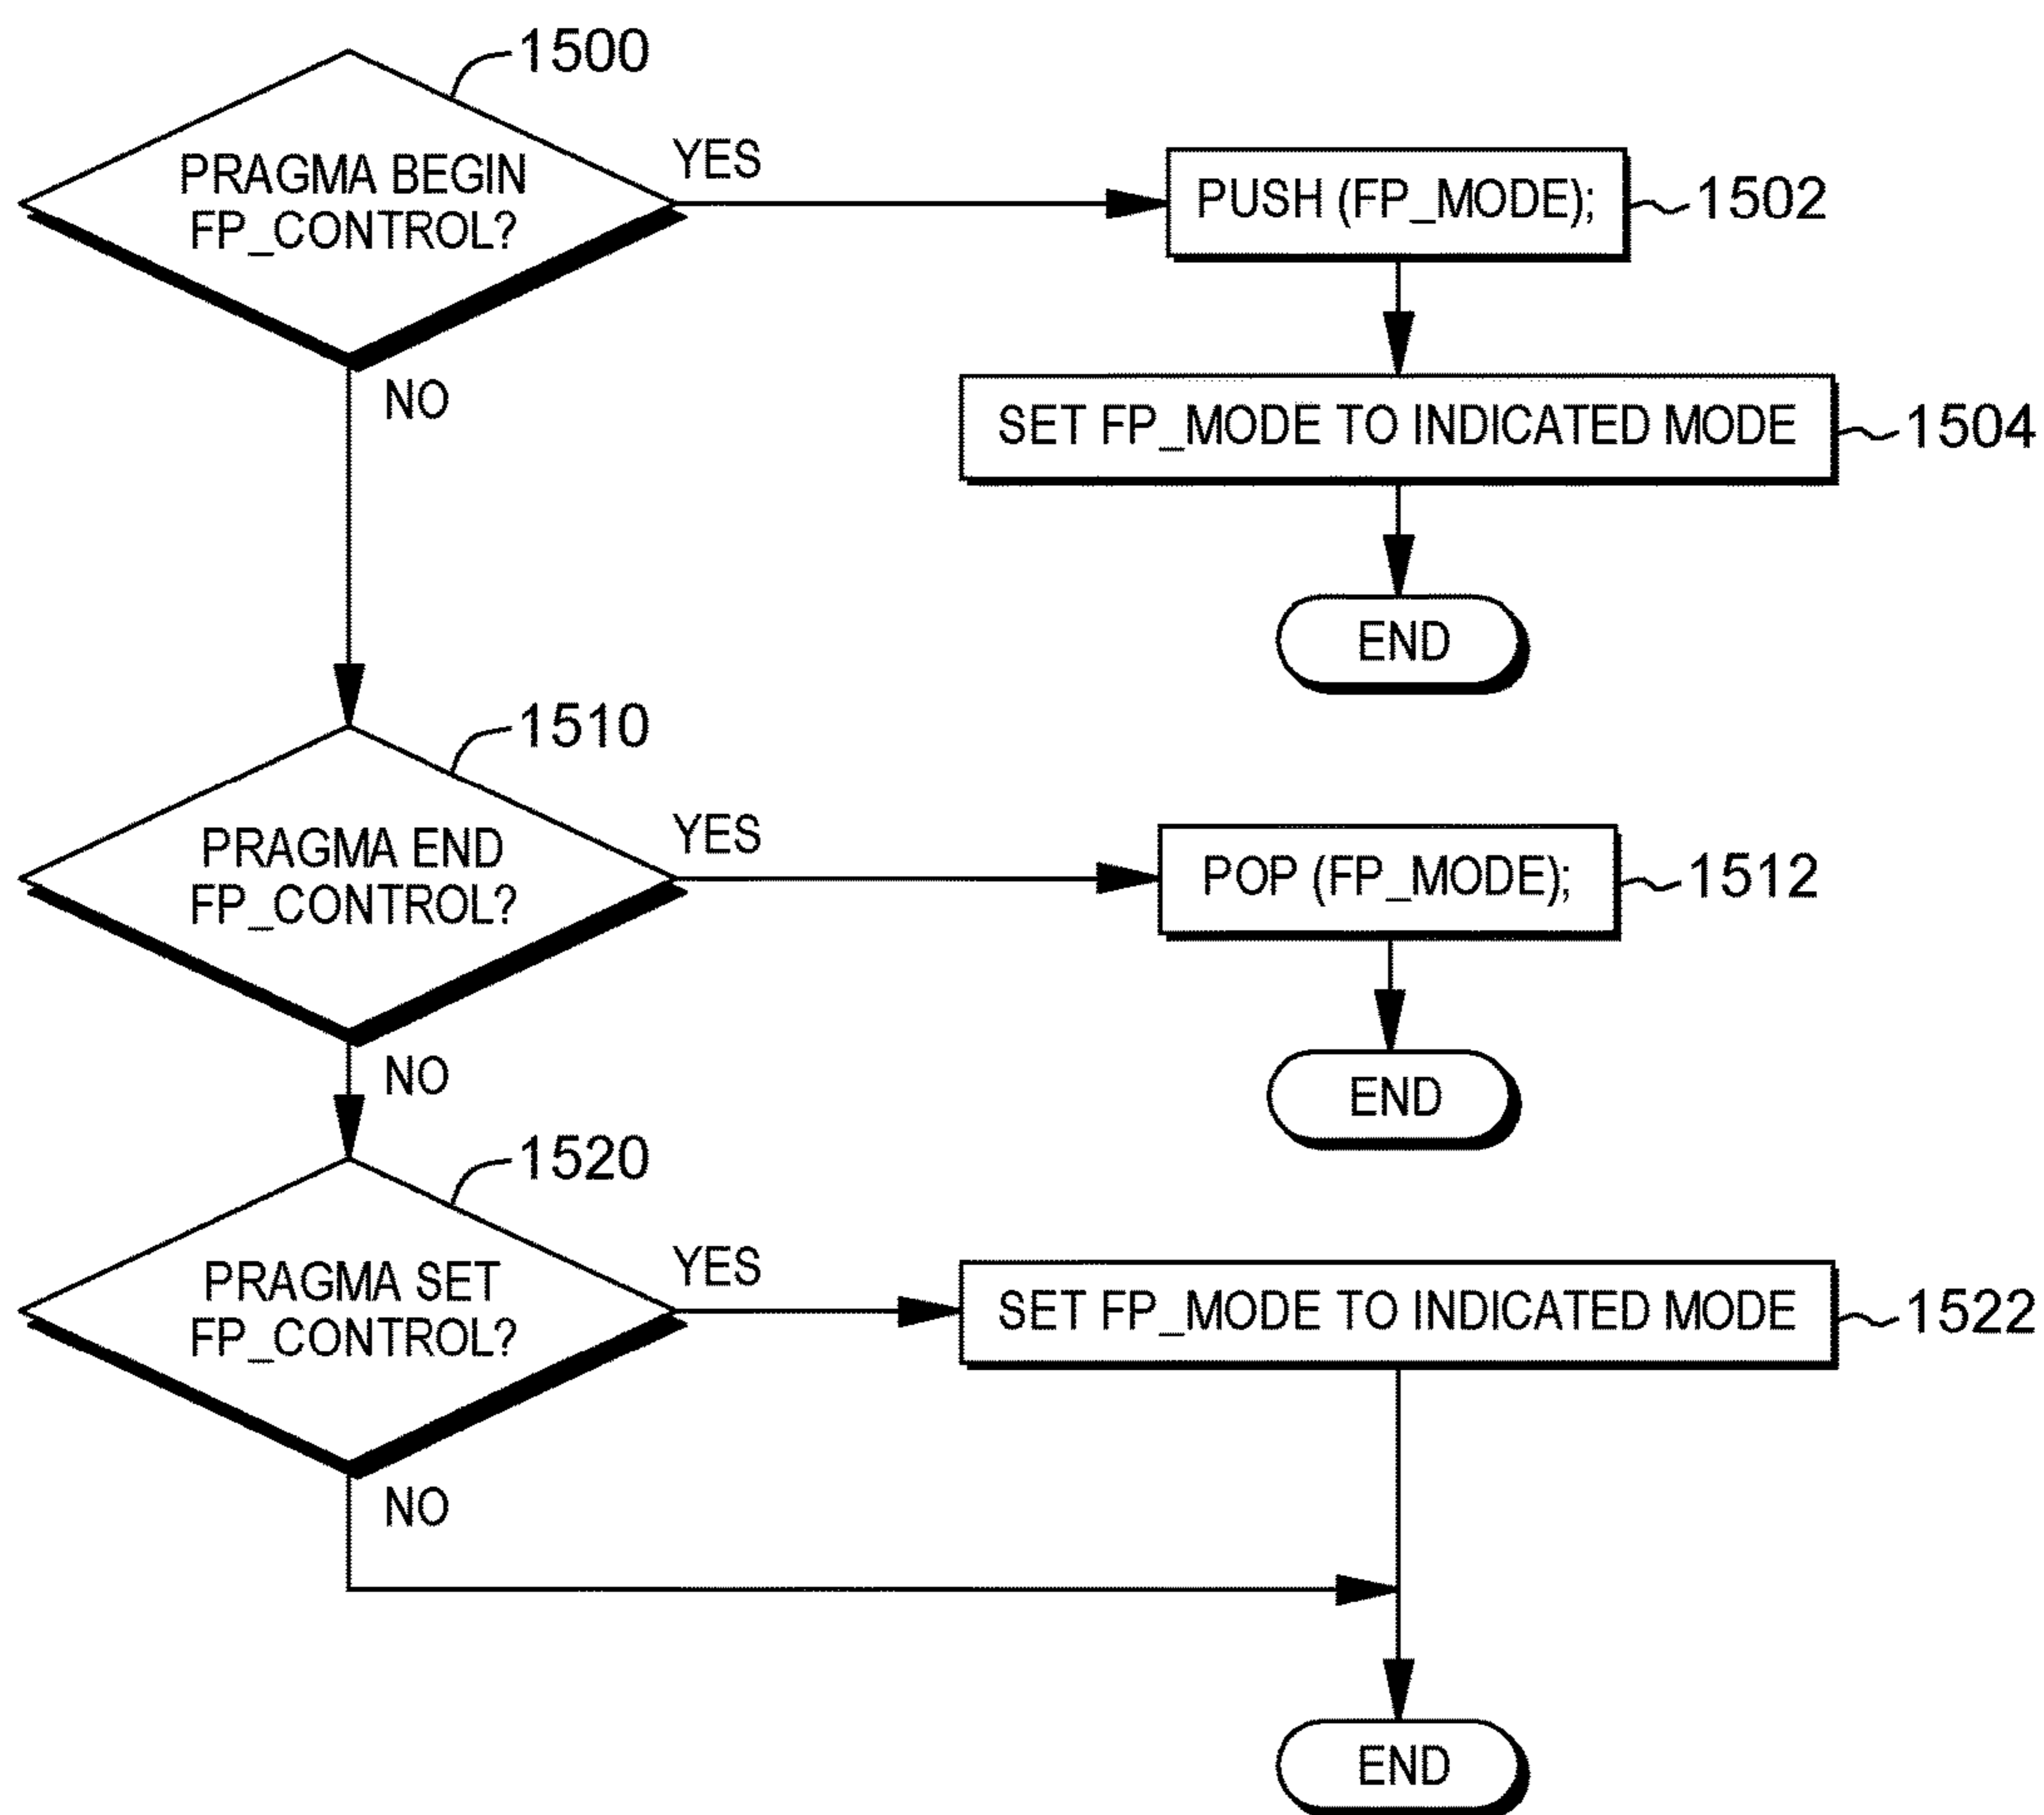 1500
PRAGMA BEGIN
FP_CONTROL?
YES
PUSH (FP_MODE);
1502
NO
SET FP_MODE TO INDICATED MODE
1504
END
1510
PRAGMA END
FP_CONTROL?
YES
POP (FP_MODE);
1512
NO
END
1520
PRAGMA SET
FP_CONTROL?
YES
SET FP_MODE TO INDICATED MODE
1522
NO
END